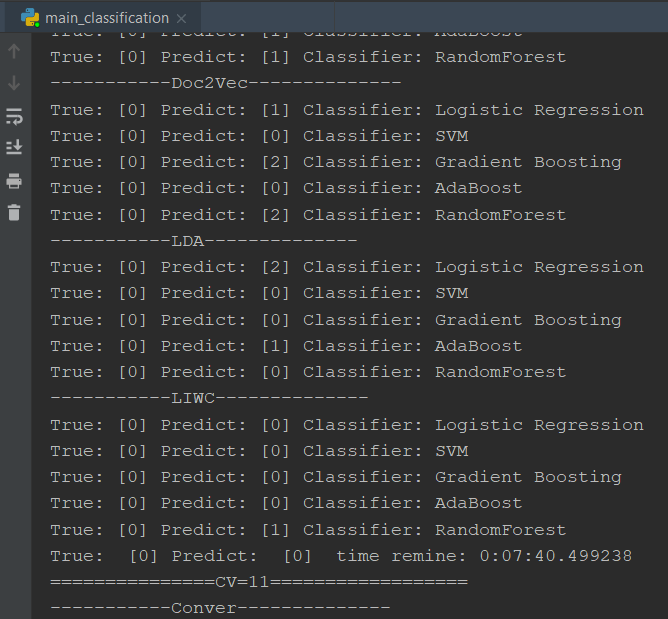 main_classification
True: [0] Predict: [1] Classifier: AdaBoost
True: [0] Predict: [1] Classifier: RandomForest
-----------Doc2Vec--------------
True: [0] Predict: [1] Classifier: Logistic Regression
True: [0] Predict: [0] Classifier: SVM
True: [0] Predict: [2] Classifier: Gradient Boosting
True: [0] Predict: [0] Classifier: AdaBoost
True: [0] Predict: [2] Classifier: RandomForest
-----------LDA--------------
True: [0] Predict: [2] Classifier: Logistic Regression
True: [0] Predict: [0] Classifier: SVM
True: [0] Predict: [0] Classifier: Gradient Boosting
True: [0] Predict: [1] Classifier: AdaBoost
True: [0] Predict: [0] Classifier: RandomForest
-----------LIWC--------------
True: [0] Predict: [0] Classifier: Logistic Regression
True: [0] Predict: [0] Classifier: SVM
True: [0] Predict: [0] Classifier: Gradient Boosting
True: [0] Predict: [0] Classifier: AdaBoost
True: [0] Predict: [1] Classifier: RandomForest
True:  [0] Predict:  [0]  time remine: 0:07:40.499238
===============CV=11==================
-----------Conver--------------